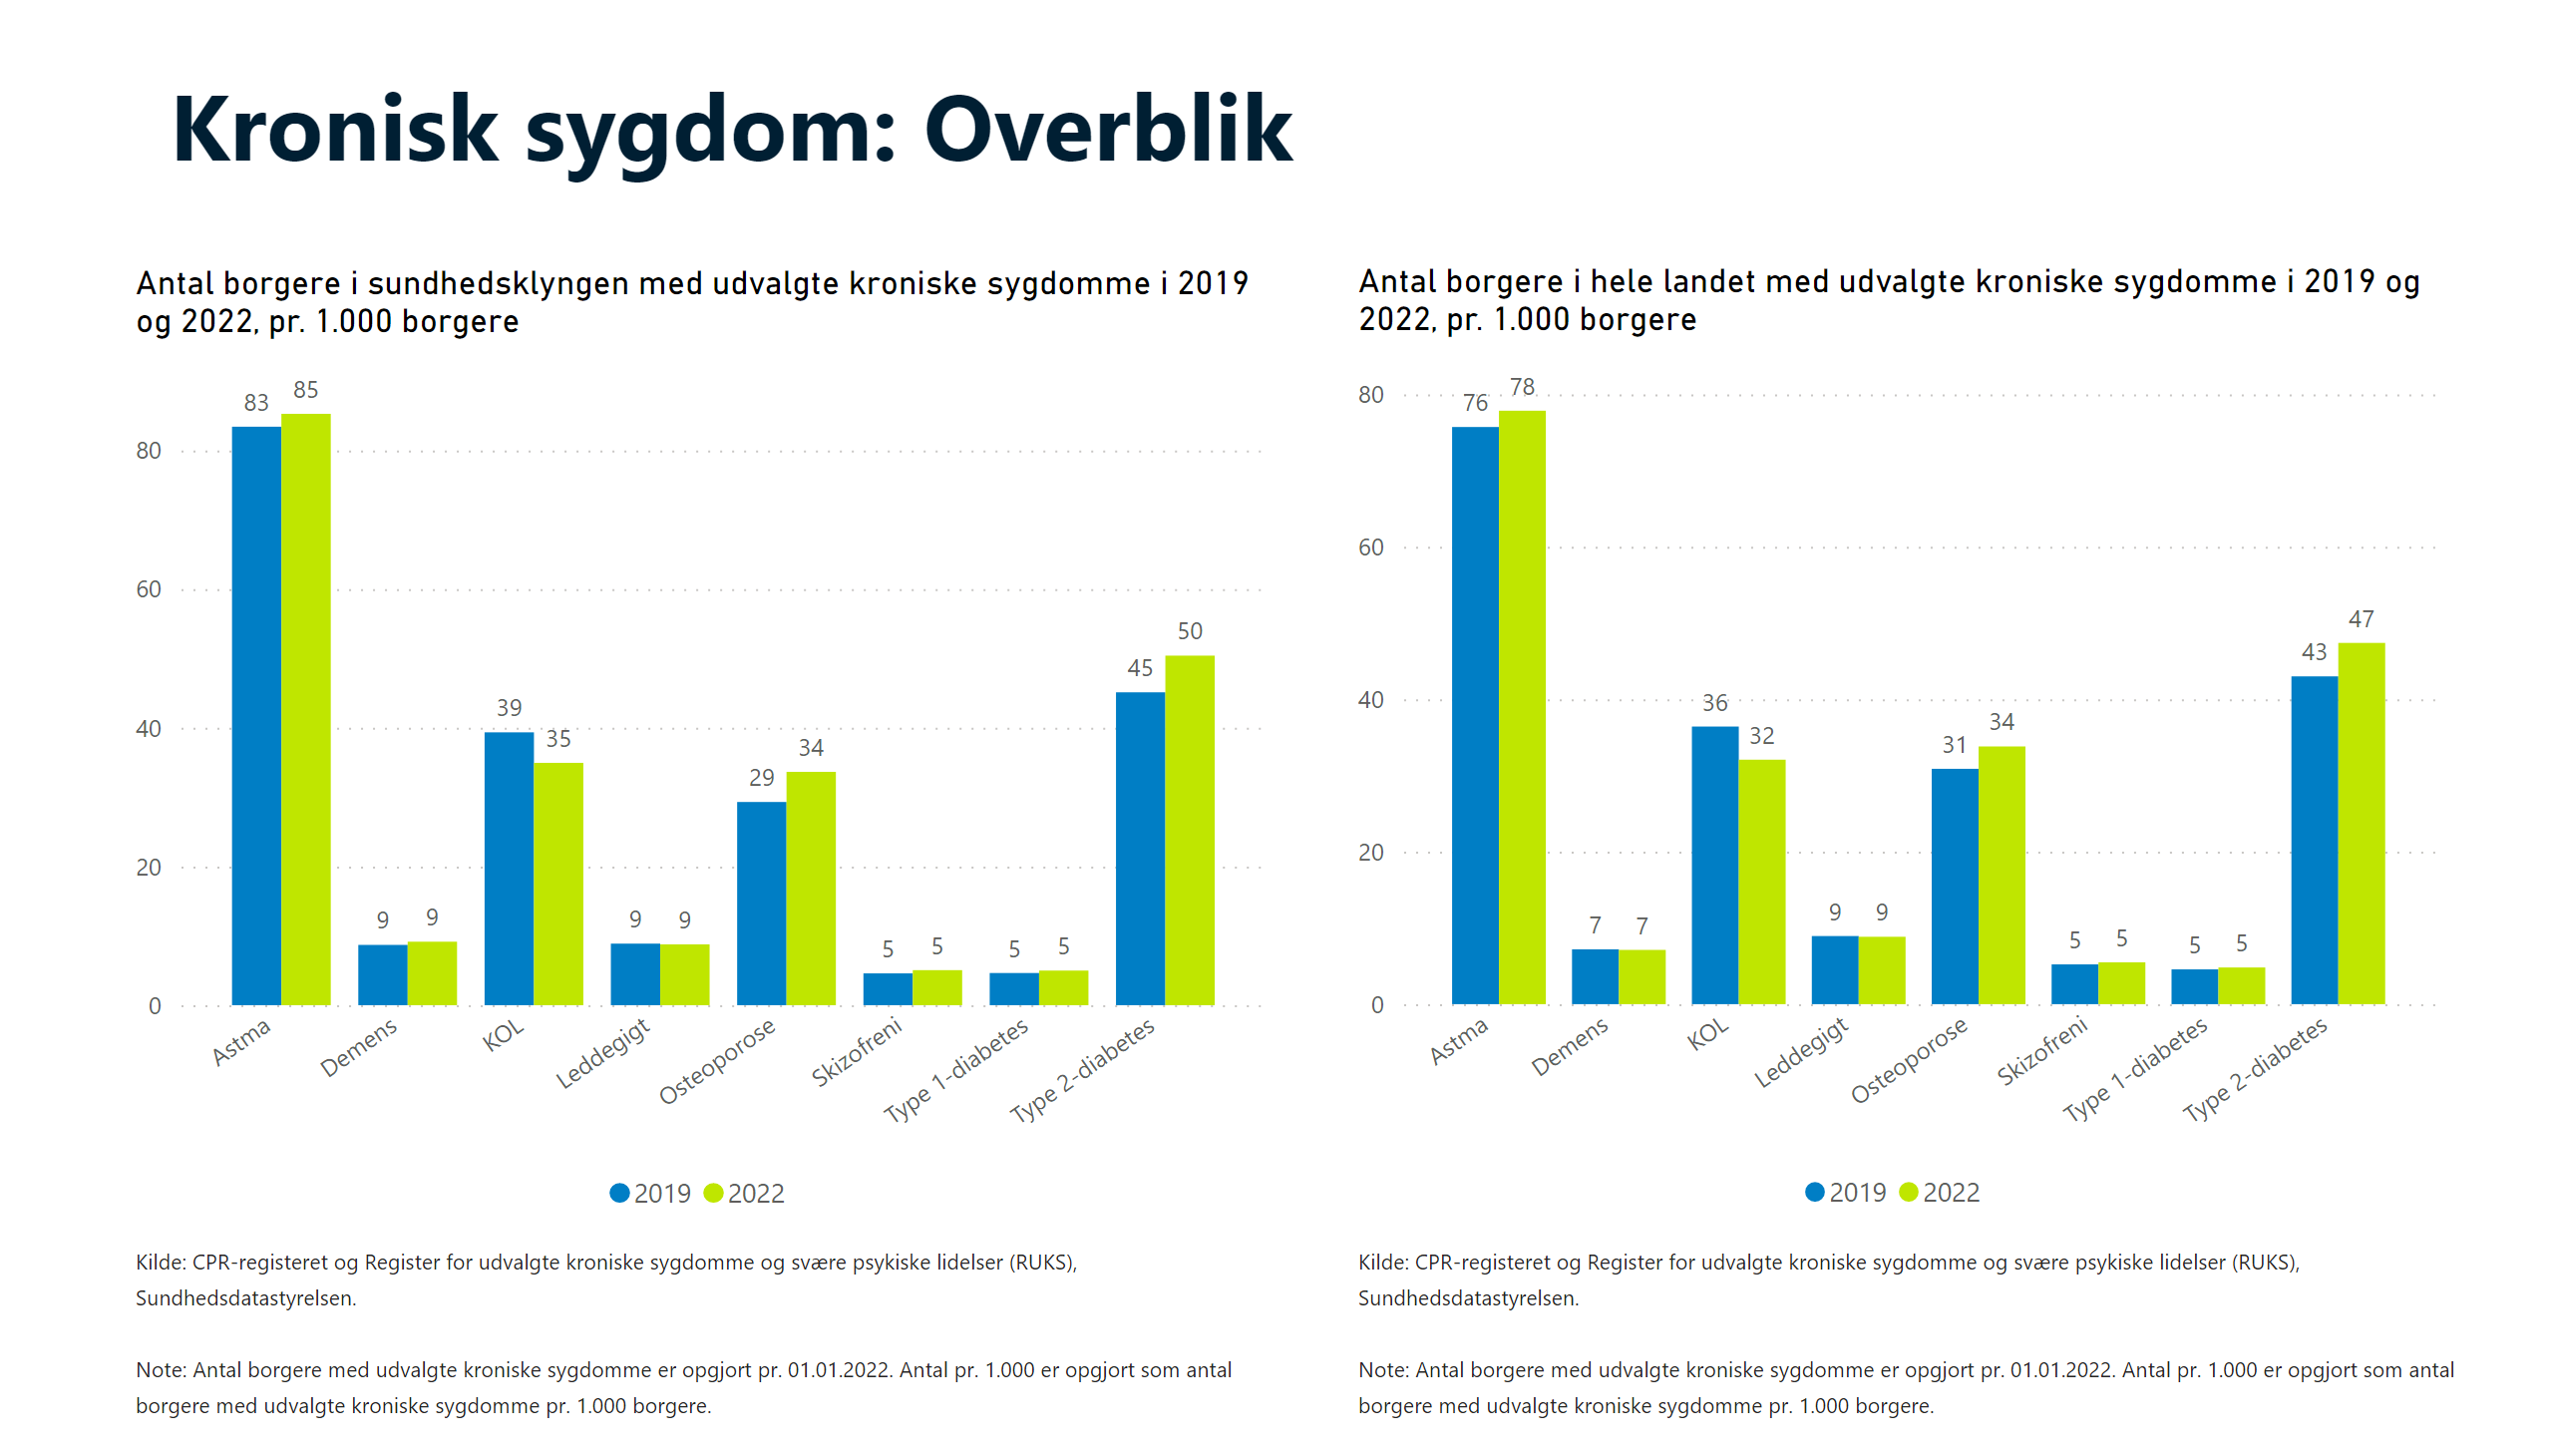 Kronisk sygdom: Overblik
Antal borgere i sundhedsklyngen med udvalgte kroniske sygdomme i 2019
og 2022, pr. 1.000 borgere
83 85
80
60
40
20
0
9 9
39 35
9 9
29 34
5 5
5 5
45 50
Astma
Demens
KOL
Leddegigt
Osteoporose
Skizofreni
Type 1-diabetes
Type 2-diabetes
2019 2022
Kilde: CPR-registeret og Register for udvalgte kroniske sygdomme og svære psykiske lidelser (RUKS),
Sundhedsdatastyrelsen.
Note: Antal borgere med udvalgte kroniske sygdomme er opgjort pr. 01.01.2022. Antal pr. 1.000 er opgjort som antal
borgere med udvalgte kroniske sygdomme pr. 1.000 borgere.
Antal borgere i hele landet med udvalgte kroniske sygdomme i 2019 og
2022, pr. 1.000 borgere
80
60
40
20
0
76 78
7 7
36 32
9 9
31 34
5 5
5 5
43 47
Astma
Demens
KOL
Leddegigt
Osteoporose
Skizofreni
Type 1-diabetes
Type 2-diabetes
2019 2022
Kilde: CPR-registeret og Register for udvalgte kroniske sygdomme og svære psykiske lidelser (RUKS),
Sundhedsdatastyrelsen.
Note: Antal borgere med udvalgte kroniske sygdomme er opgjort pr. 01.01.2022. Antal pr. 1.000 er opgjort som antal
borgere med udvalgte kroniske sygdomme pr. 1.000 borgere.